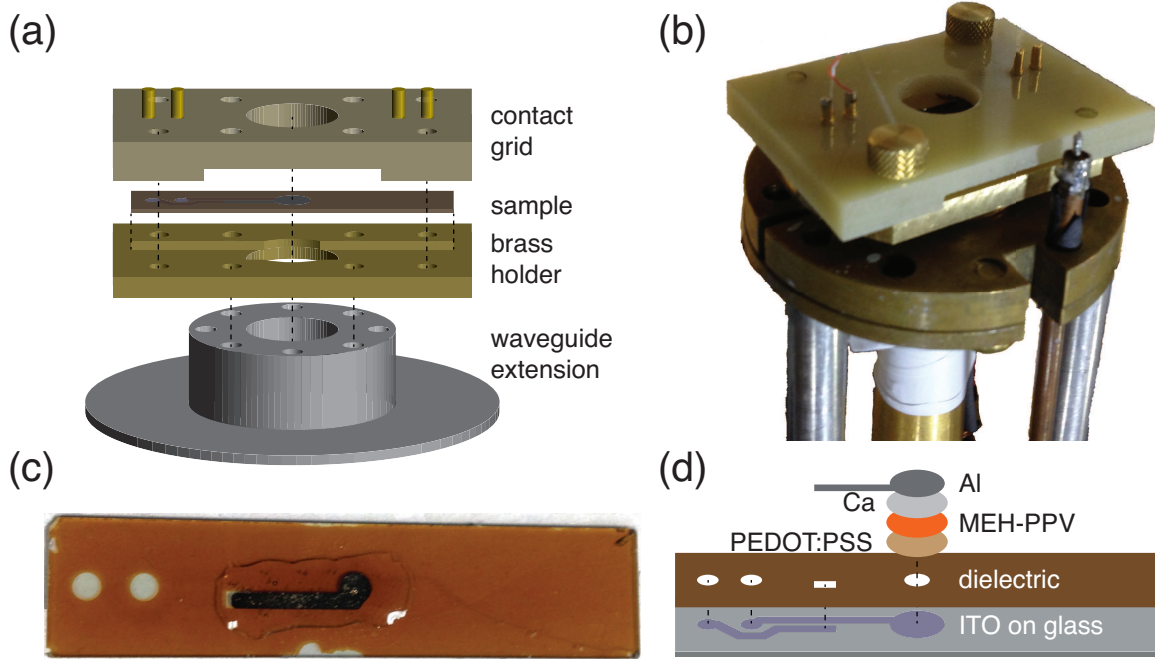 (a)
contact
grid
sample
brass
holder
waveguide
extension
(b)
(c)
(d)
Al
Ca
MEH-PPV
PEDOT:PSS
dielectric
ITO on glass